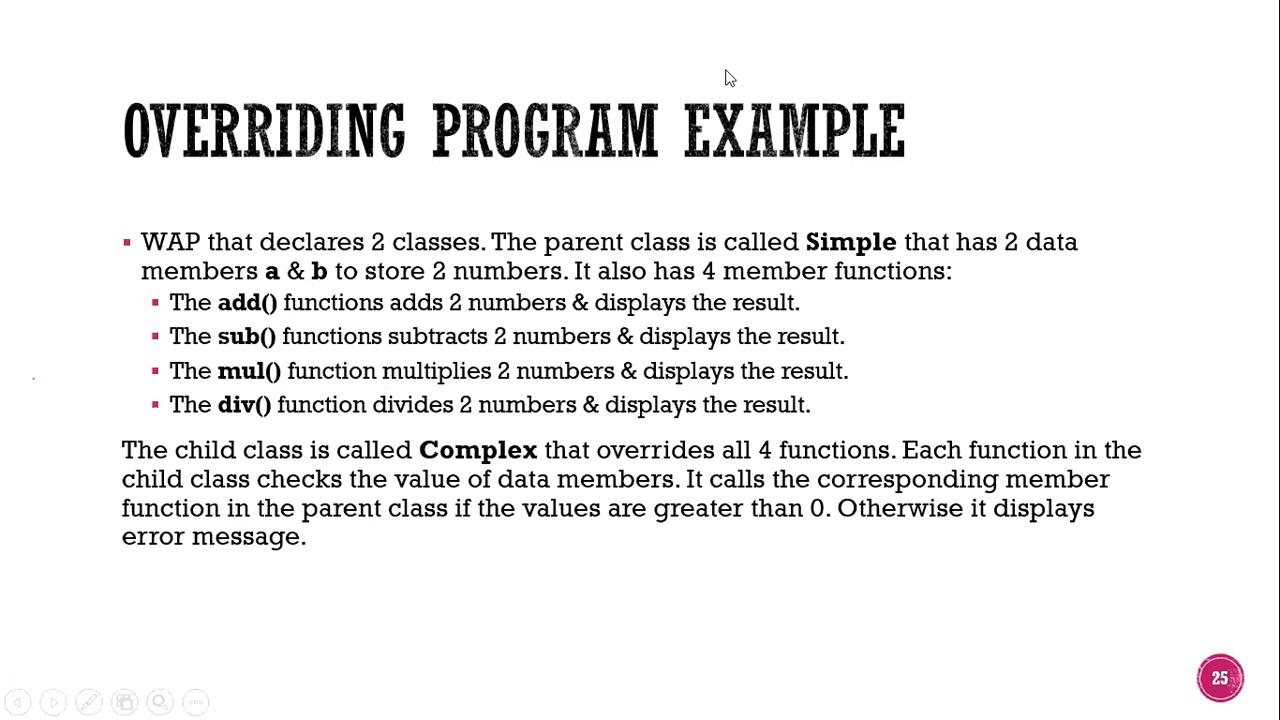 OVERRIDING PROGRAM EXAMPLE
WAP that declares 2 classes. The parent class is called Simple that has 2 data
members a & b to store 2 numbers. It also has 4 member functions:
The add() functions adds 2 numbers & displays the result.
The sub() functions subtracts 2 numbers & displays the result.
The mul() function multiplies 2 numbers & displays the result.
The div() function divides 2 numbers & displays the result.
The child class is called Complex that overrides all 4 functions. Each function in the
child class checks the value of data members. It calls the corresponding member
function in the parent class if the values are greater than 0. Otherwise it displays
error message.
25